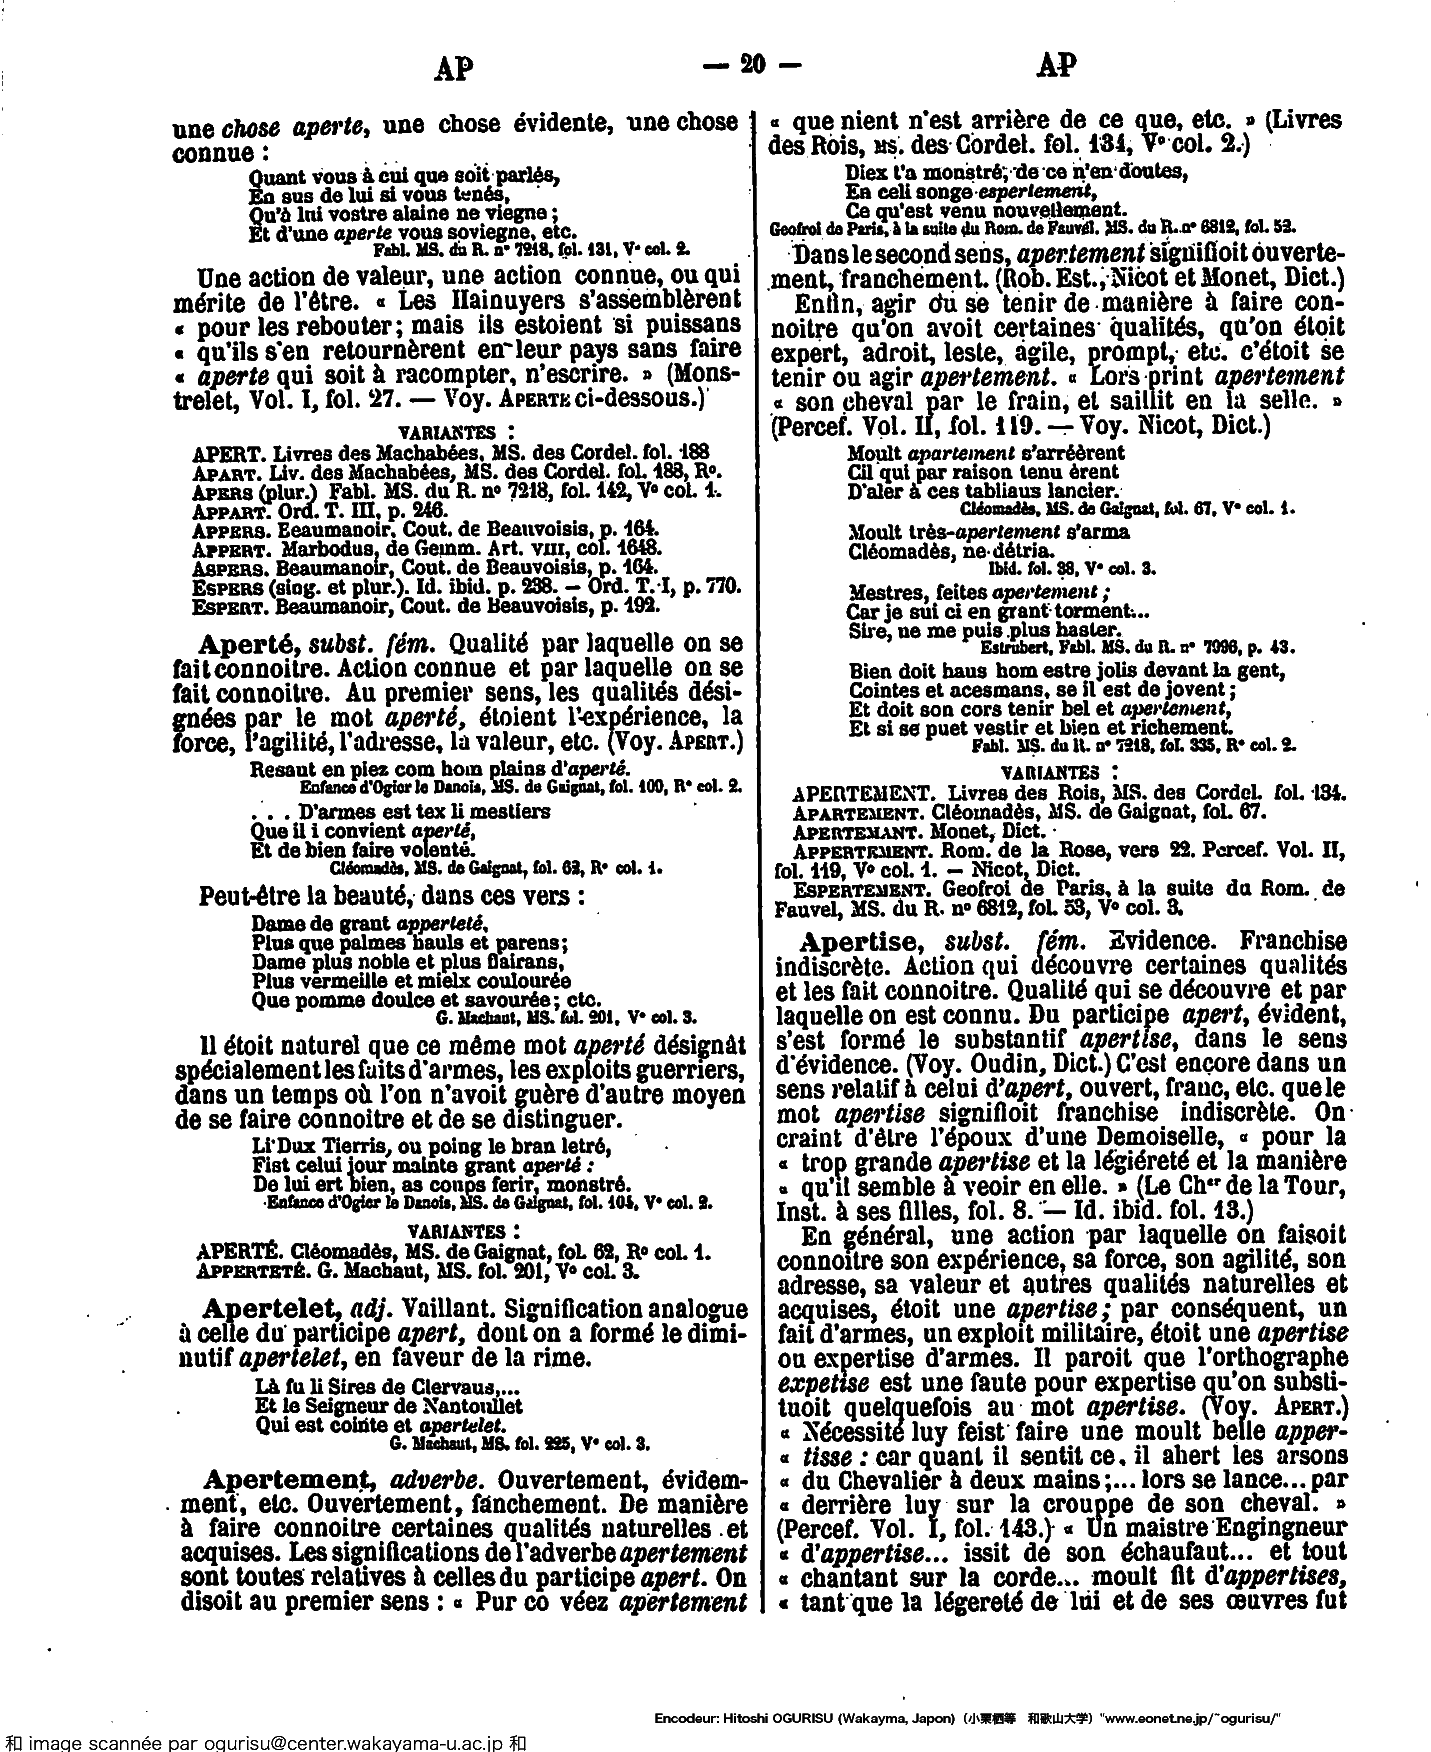 AP — 20 — AP
une chose aperte, une chose évidente, une chose
connue :
Quant vous à cui que soit parlés,
En sus de lui si vous tenés,
Qu'à lui vostre alaine ne viegne ;
Et d'une aperte vous soviegne, etc.
Fabl. MS. du R. nº 7218, fol. 131, Vº col. 2.
Une action de valeur, une action connue, ou qui
mérite de l'être. « Les Hainuyers s'assemblèrent
« pour les rebouter ; mais ils estoient si puissans
« qu'ils s'en retournèrent en leur pays sans faire
« aperte qui soit à racompter, n'escrire. » (Mons-
trelet, Vol. I, fol. 27. — Voy. APERTE ci-dessous.)
VARIANTES :
APERT. Livres des Machabées, MS. des Cordel. fol. 188
APART. Liv. des Machabées, MS. des Cordel. fol. 188, Rº.
APERS (plur.) Fabl. MS. du R. nº 7218, fol. 142, Vº col. 1.
APPART. Ord. T. III, p. 246.
APPERS. Beaumanoir, Cout. de Beauvoisis, p. 164.
APPERT. Marbodus, de Gemm. Art. VIII, col. 1648.
ASPERS. Beaumanoir, Cout. de Beauvoisis, p. 164.
ESPERS (sing. et plur.). Id. ibid. p. 238. — Ord. T. I, p. 770.
ESPERT. Beaumanoir, Cout. de Beauvoisis, p. 192.
Aperté, subst. fém. Qualité par laquelle on se
fait connoitre. Action connue et par laquelle on se
fait connoitre. Au premier sens, les qualités dési-
gnées par le mot aperté, étoient l'expérience, la
force, l'agilité, l'adresse, la valeur, etc. (Voy. APERT.)
Resaut en piez com hom plains d'aperté.
Enfance d'Ogier le Danois, MS. de Gaignat, fol. 100, Rº col. 2.
. . . D'armes est tex li mestiers
Que il i convient aperté,
Et de bien faire volenté.
Cléomadès, MS. de Gaignat, fol. 62, Rº col. 1.
Peut-être la beauté, dans ces vers :
Dame de grant apperteté,
Plus que palmes hauls et parens ;
Dame plus noble et plus flairans,
Plus vermeille et mielx coulourée
Que pomme doulce et savourée ; etc.
G. Machaut, MS. fol. 201, Vº col. 3.
Il étoit naturel que ce même mot aperté désignât
spécialement les faits d'armes, les exploits guerriers,
dans un temps où l'on n'avoit guère d'autre moyen
de se faire connoître et de se distinguer.
Li Dux Tierris, ou poing le bran letré,
Fist celui jour mainte grant aperté :
De lui ert bien, as coups ferir, monstré.
Enfance d'Ogier le Danois, MS. de Gaignat, fol. 104, Vº col. 2.
VARIANTES :
APERTÉ. Cléomadès, MS. de Gaignat, fol. 62, Rº col. 1.
APPERTETÉ. G. Machaut, MS. fol. 201, Vº col. 3.
Apertelet, adj. Vaillant. Signification analogue
à celle du participe apert, dont on a formé le dimi-
nutif apertelet, en faveur de la rime.
Là fu li Sires de Clervaus,...
Et le Seigneur de Nantoullet
Qui est cointe et apertelet.
G. Machaut, MS. fol. 225, Vº col. 3.
Apertement, adverbe. Ouvertement, évidem-
ment, etc. Ouvertement, fanchement. De manière
à faire connoitre certaines qualités naturelles et
acquises. Les significations de l'adverbe apertement
sont toutes relatives à celles du participe apert. On
disoit au premier sens : « Pur co véez apertement
« que nient n'est arrière de ce que, etc. » (Livres
des Rois, MS. des Cordel. fol. 134, Vº col. 2.)
Diex t'a monstré, de ce n'en doutes,
En celi songe espertement,
Ce qu'est venu nouvellement.
Geofroi de Paris, à la suite du Rom. de Fauvel, MS. du R. nº 6812, fol. 53.
Dans le second sens, apertement signifioit ouverte-
ment, franchement. (Rob. Est., Nicot et Monet, Dict.)
Enfin, agir ou se tenir de manière à faire con-
noitre qu'on avoit certaines qualités, qu'on étoit
expert, adroit, leste, agile, prompt, etc. c'étoit se
tenir ou agir apertement. « Lors print apertement
« son cheval par le frain, et saillit en la selle. »
(Percef. Vol. II, fol. 119. — Voy. Nicot, Dict.)
Moult apartement s'arréèrent
Cil qui par raison tenu èrent
D'aler à ces tabliaus lancier.
Cléomadès, MS. de Gaignat, fol. 67, Vº col. 1.
Moult très-apertement s'arma
Cléomadès, ne détria.
Ibid. fol. 38, Vº col. 3.
Mestres, feites apertement ;
Car je sui ci en grant torment...
Sire, ne me puis plus haster.
Estrubert, Fabl. MS. du R. nº 7996, p. 43.
Bien doit haus hom estre jolis devant la gent,
Cointes et acesmans, se il est de jovent ;
Et doit son cors tenir bel et apertement,
Et si se puet vestir et bien et richement.
Fabl. MS. du R. nº 7218, fol. 335, Rº col. 2.
VARIANTES :
APERTEMENT. Livres des Rois, MS. des Cordel. fol. 134.
APARTEMENT. Cléomadès, MS. de Gaignat, fol. 67.
APERTEMANT. Monet, Dict.
APPERTEMENT. Rom. de la Rose, vers 22. Percef. Vol. II,
fol. 119, Vº col. 1. — Nicot, Dict.
ESPERTEMENT. Geofroi de Paris, à la suite du Rom. de
Fauvel, MS. du R. nº 6812, fol. 53, Vº col. 3.
Apertise, subst. fém. Evidence. Franchise
indiscrète. Action qui découvre certaines qualités
et les fait connoitre. Qualité qui se découvre et par
laquelle on est connu. Du participe apert, évident,
s'est formé le substantif apertise, dans le sens
d'évidence. (Voy. Oudin, Dict.) C'est encore dans un
sens relatif à celui d'apert, ouvert, franc, etc. que le
mot apertise signifioit franchise indiscrète. On
craint d'être l'époux d'une Demoiselle, « pour la
« trop grande apertise et la légiéreté et la manière
« qu'il semble à veoir en elle. » (Le Cher de la Tour,
Inst. à ses filles, fol. 8. — Id. ibid. fol. 13.)
En général, une action par laquelle on faisoit
connoître son expérience, sa force, son agilité, son
adresse, sa valeur et autres qualités naturelles et
acquises, étoit une apertise ; par conséquent, un
fait d'armes, un exploit militaire, étoit une apertise
ou expertise d'armes. Il paroit que l'orthographe
expetise est une faute pour expertise qu'on substi-
tuoit quelquefois au mot apertise. (Voy. APERT.)
« Nécessité luy feist faire une moult belle apper-
« tisse : car quant il sentit ce, il ahert les arsons
« du Chevalier à deux mains ;... lors se lance... par
« derrière luy sur la crouppe de son cheval. »
(Percef. Vol. I, fol. 143.) « Un maistre Engingneur
« d'appertise... issit de son échaufaut... et tout
« chantant sur la corde... moult fit d'appertises,
« tant que la légereté de lui et de ses œuvres fut
Encodeur: Hitoshi OGURISU (Wakayma, Japon) (小栗栖等 和歌山大学) "www.eonet.ne.jp/~ogurisu/"
和 image scannée par ogurisu@center.wakayama-u.ac.jp 和